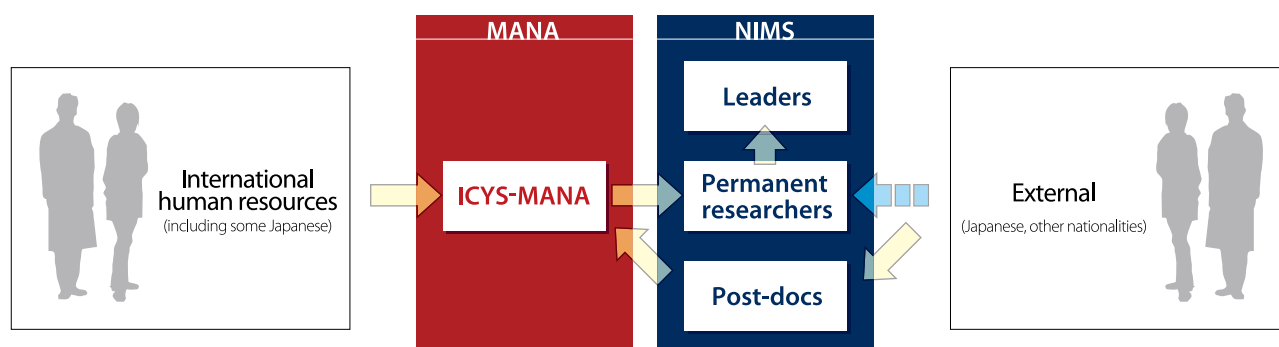 MANA
NIMS
International
human resources
(including some Japanese)
ICYS-MANA
Leaders
Permanent
researchers
Post-docs
External
(Japanese, other nationalities)